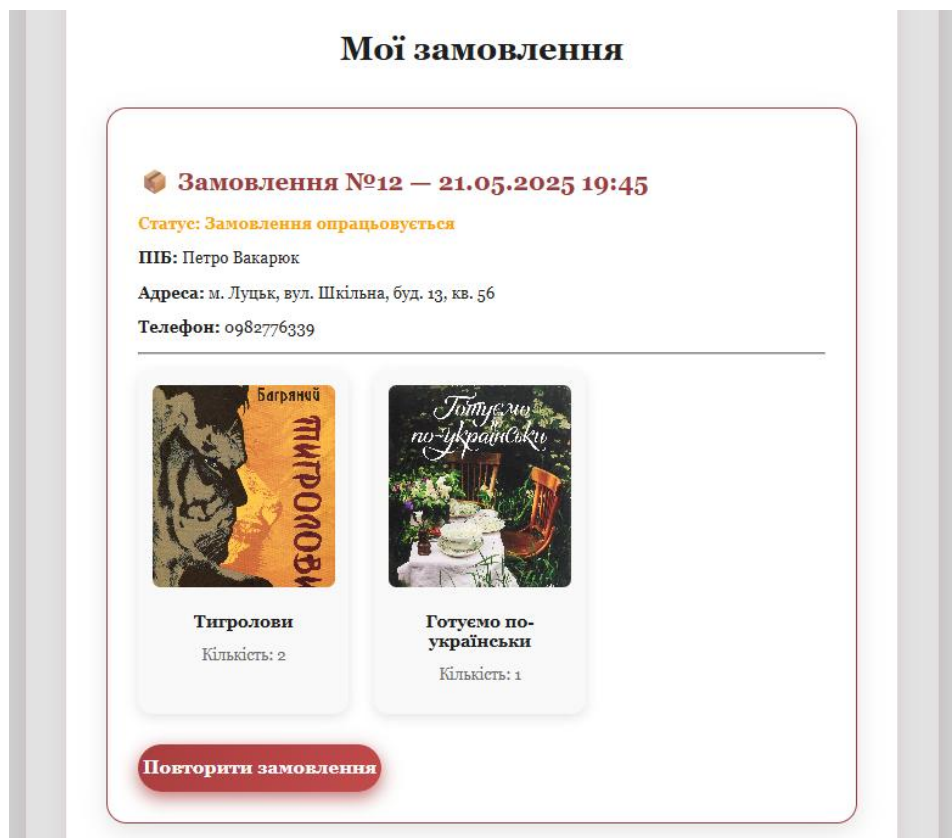 Мої замовлення
📦 Замовлення №12 — 21.05.2025 19:45
Статус: Замовлення опрацьовується
ПІБ: Петро Вакарюк
Адреса: м. Луцьк, вул. Шкільна, буд. 13, кв. 56
Телефон: 0982776339
Багряний
Тигролови
Готуємо
по-українськи
Тигролови
Кількість: 2
Готуємо по-
українськи
Кількість: 1
Повторити замовлення